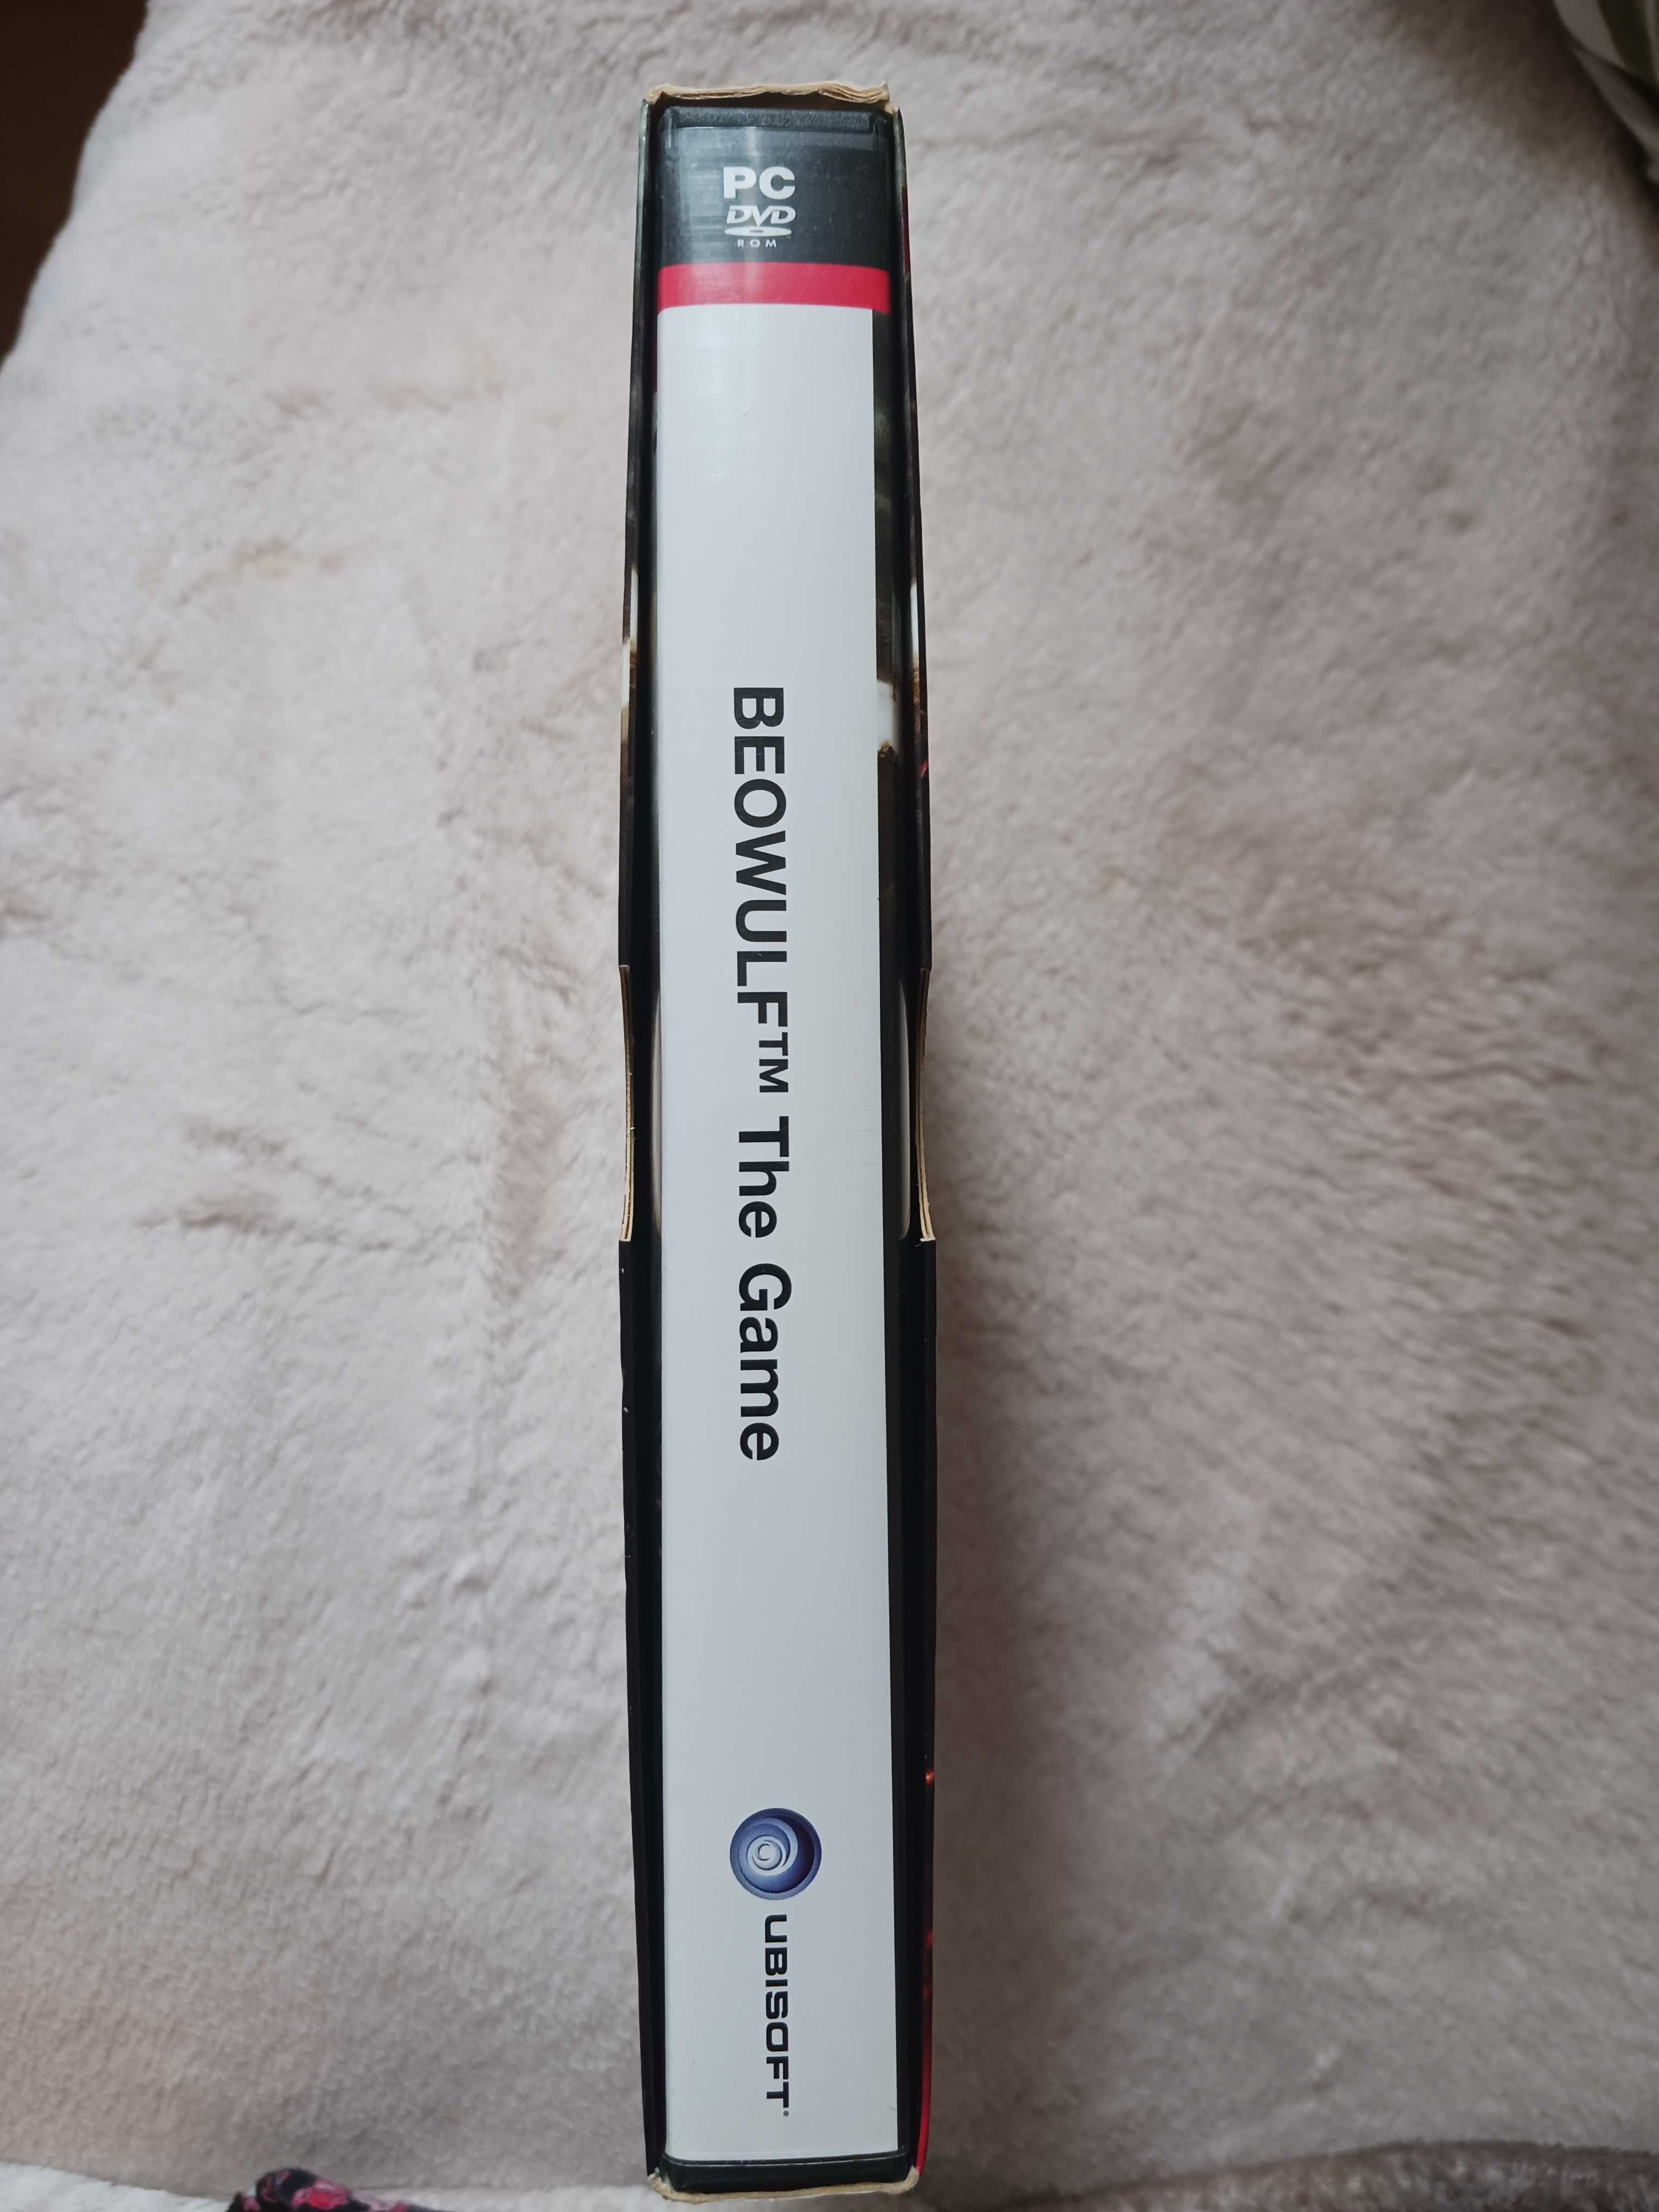 PC
DVD
ROM
BEOWULF™ The Game
UBISOFT®